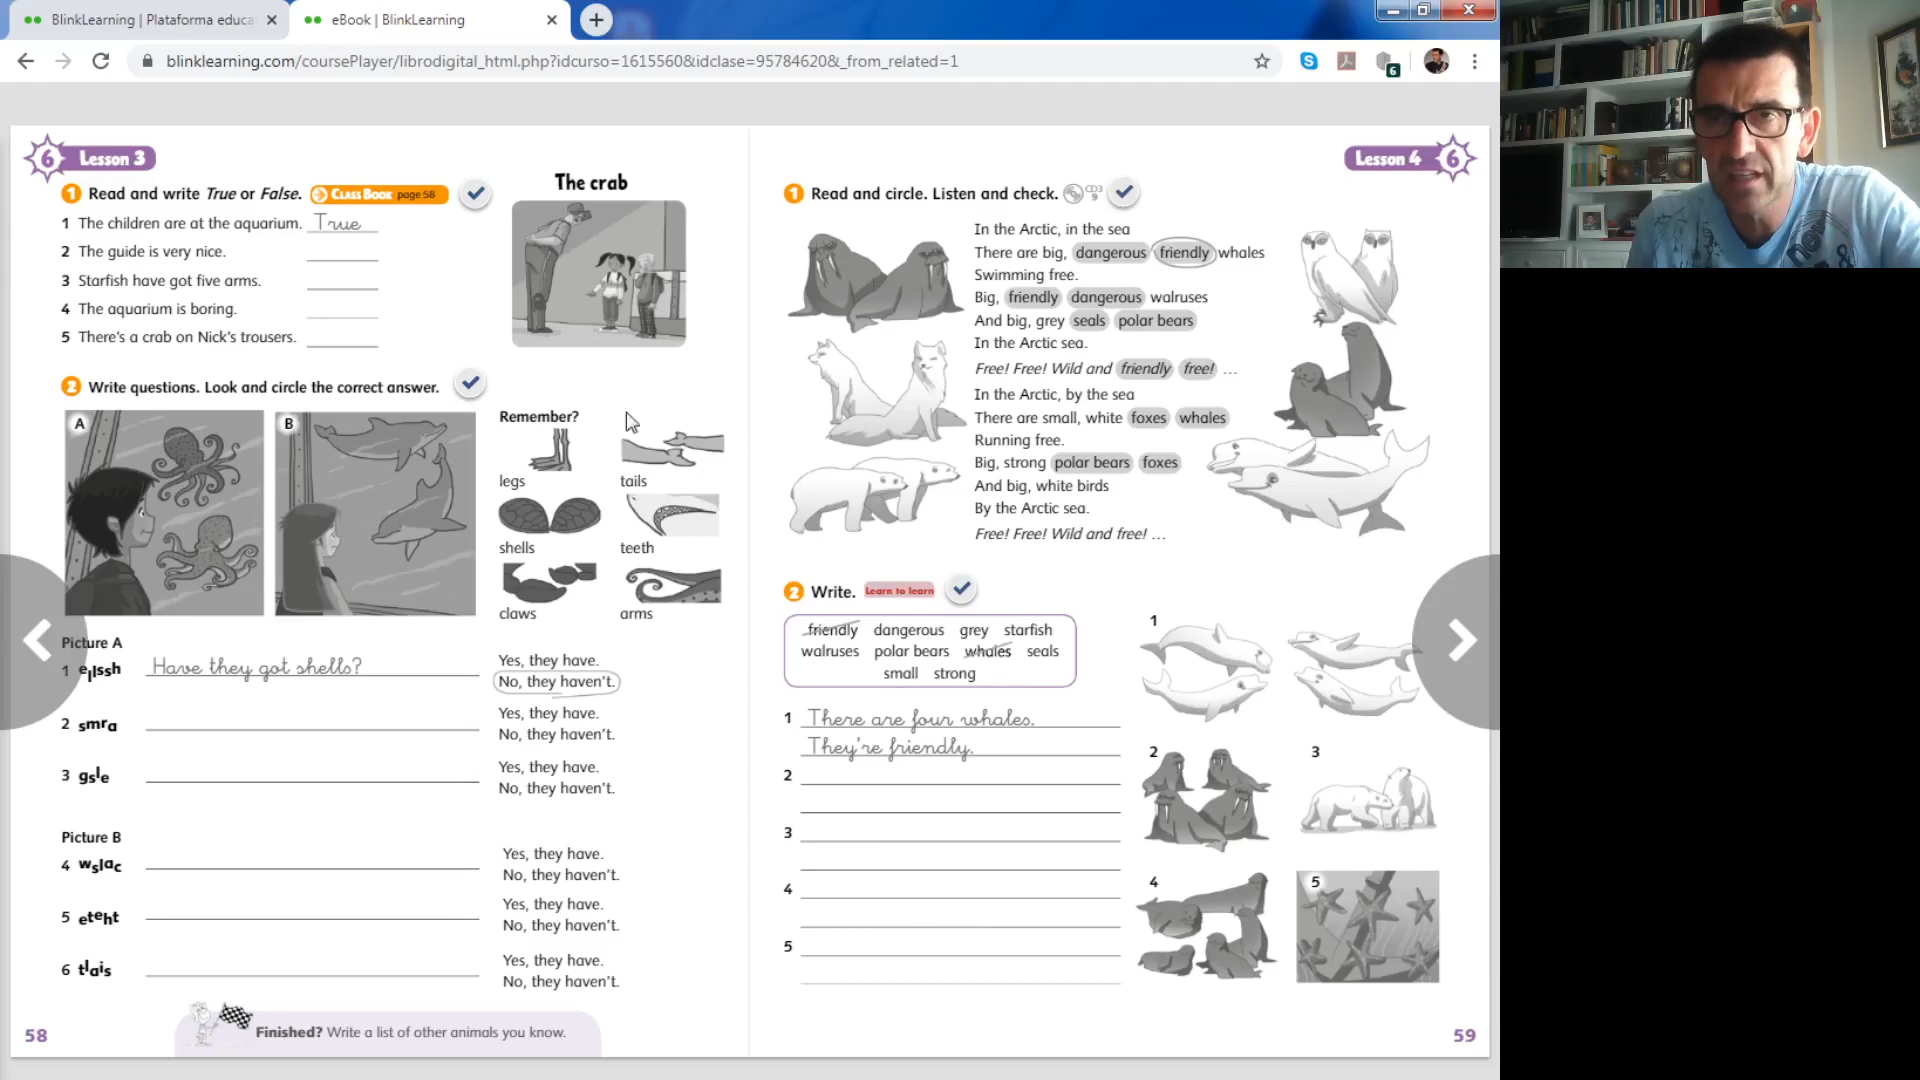 BlinkLearning | Plataforma educa
eBook | BlinkLearning
blinklearning.com/coursePlayer/librodigital_html.php?idcurso=1615560&idclase=95784620&_from_related=1
6
6 Lesson 3
1 Read and write True or False. CLASS BOOK page 58
1 The children are at the aquarium. True
2 The guide is very nice.
3 Starfish have got five arms.
4 The aquarium is boring.
5 There's a crab on Nick's trousers.
The crab
2 Write questions. Look and circle the correct answer.
A
B
Remember?
legs
tails
shells
teeth
claws
arms
Picture A
1 ellssh Have they got shells?
Yes, they have.
No, they haven't.
2 smra
Yes, they have.
No, they haven't.
3 gsle
Yes, they have.
No, they haven't.
Picture B
4 wslac
Yes, they have.
No, they haven't.
5 eteht
Yes, they have.
No, they haven't.
6 tlais
Yes, they have.
No, they haven't.
Finished? Write a list of other animals you know.
58
Lesson 4 6
1 Read and circle. Listen and check. CD3 9
In the Arctic, in the sea
There are big, dangerous friendly whales
Swimming free.
Big, friendly dangerous walruses
And big, grey seals polar bears
In the Arctic sea.
Free! Free! Wild and friendly free! ...
In the Arctic, by the sea
There are small, white foxes whales
Running free.
Big, strong polar bears foxes
And big, white birds
By the Arctic sea.
Free! Free! Wild and free! ...
2 Write. Learn to learn
friendly dangerous grey starfish
walruses polar bears whales seals
small strong
1 There are four whales.
They're friendly.
2
3
4
5
1
2
3
4
5
59